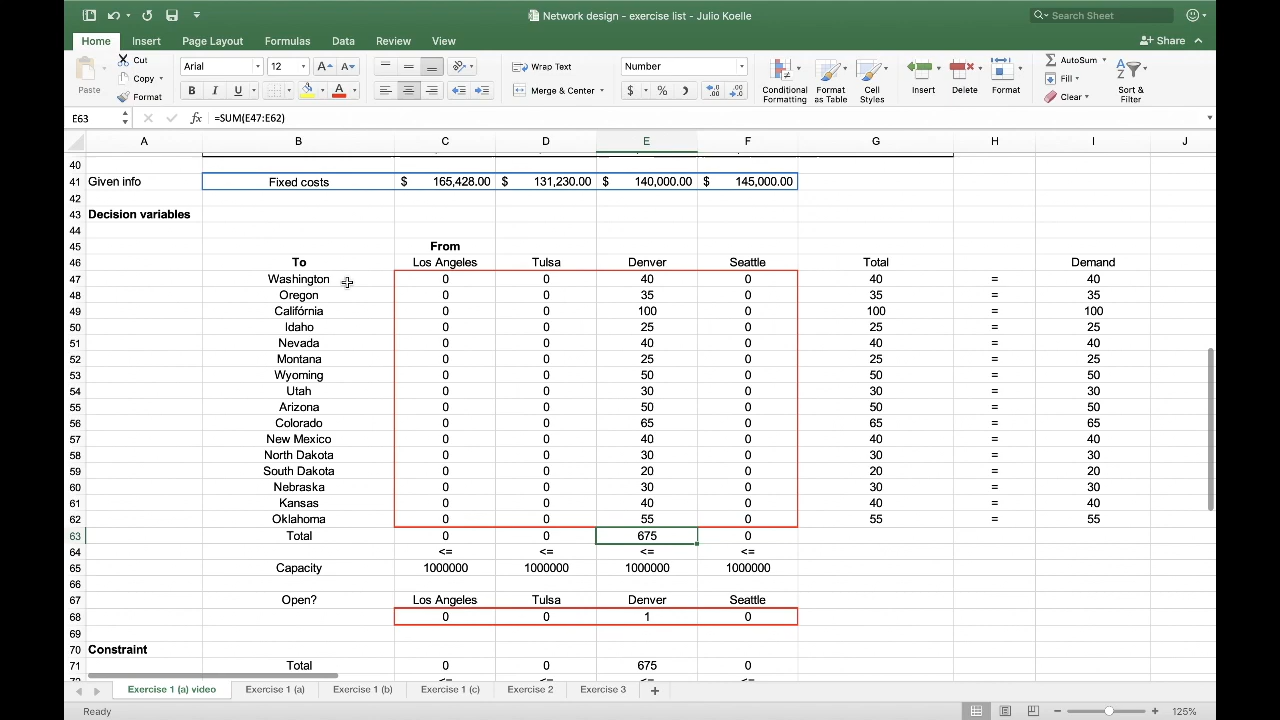 Network design - exercise list - Julio Koelle
Search Sheet
Home Insert Page Layout Formulas Data Review View
Share
Paste Cut Copy Format
Arial 12 A A
B I U A
Wrap Text
Merge & Center
Number
$ %
Conditional Formatting
Format as Table
Cell Styles
Insert Delete Format
AutoSum
Fill
Clear
Sort & Filter
E63 fx =SUM(E47:E62)
A B C D E F G H I J
40
41 Given info Fixed costs $ 165,428.00 $ 131,230.00 $ 140,000.00 $ 145,000.00
42
43 Decision variables
44
45 From
46 To Los Angeles Tulsa Denver Seattle Total Demand
47 Washington 0 0 40 0 40 = 40
48 Oregon 0 0 35 0 35 = 35
49 Califórnia 0 0 100 0 100 = 100
50 Idaho 0 0 25 0 25 = 25
51 Nevada 0 0 40 0 40 = 40
52 Montana 0 0 25 0 25 = 25
53 Wyoming 0 0 50 0 50 = 50
54 Utah 0 0 30 0 30 = 30
55 Arizona 0 0 50 0 50 = 50
56 Colorado 0 0 65 0 65 = 65
57 New Mexico 0 0 40 0 40 = 40
58 North Dakota 0 0 30 0 30 = 30
59 South Dakota 0 0 20 0 20 = 20
60 Nebraska 0 0 30 0 30 = 30
61 Kansas 0 0 40 0 40 = 40
62 Oklahoma 0 0 55 0 55 = 55
63 Total 0 0 675 0
64 <= <= <= <=
65 Capacity 1000000 1000000 1000000 1000000
66
67 Open? Los Angeles Tulsa Denver Seattle
68 0 0 1 0
69
70 Constraint
71 Total 0 0 675 0
Exercise 1 (a) video Exercise 1 (a) Exercise 1 (b) Exercise 1 (c) Exercise 2 Exercise 3
Ready
125%